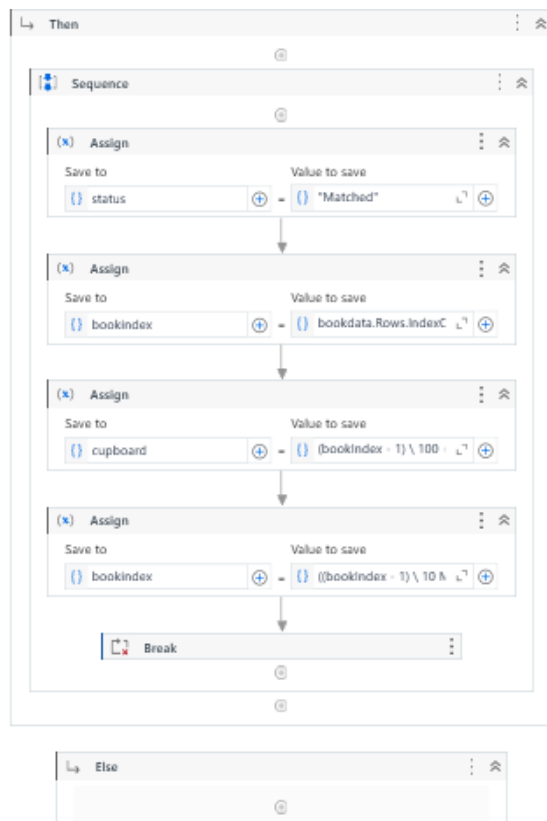 Then
Sequence
Assign
Save to Value to save
status = "Matched"
Assign
Save to Value to save
bookindex = bookdata.Rows.IndexC
Assign
Save to Value to save
cupboard = (bookIndex - 1) \ 100
Assign
Save to Value to save
bookindex = ((bookIndex - 1) \ 10 M
Break
Else